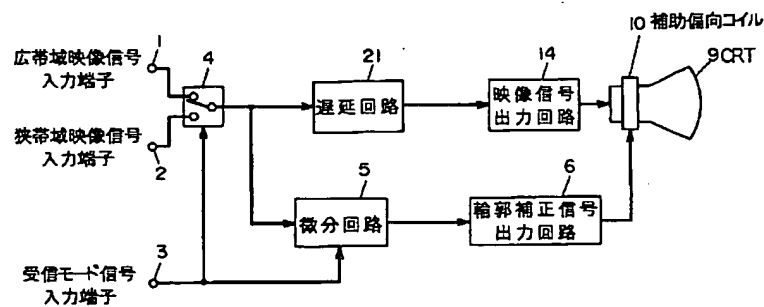 10 補助偏向コイル
1
広帯域映像信号
入力端子
4
21
14
9 CRT
遅延回路
映像信号
出力回路
狭帯域映像信号
入力端子
2
5
6
微分回路
輪郭補正信号
出力回路
3
受信モード信号
入力端子